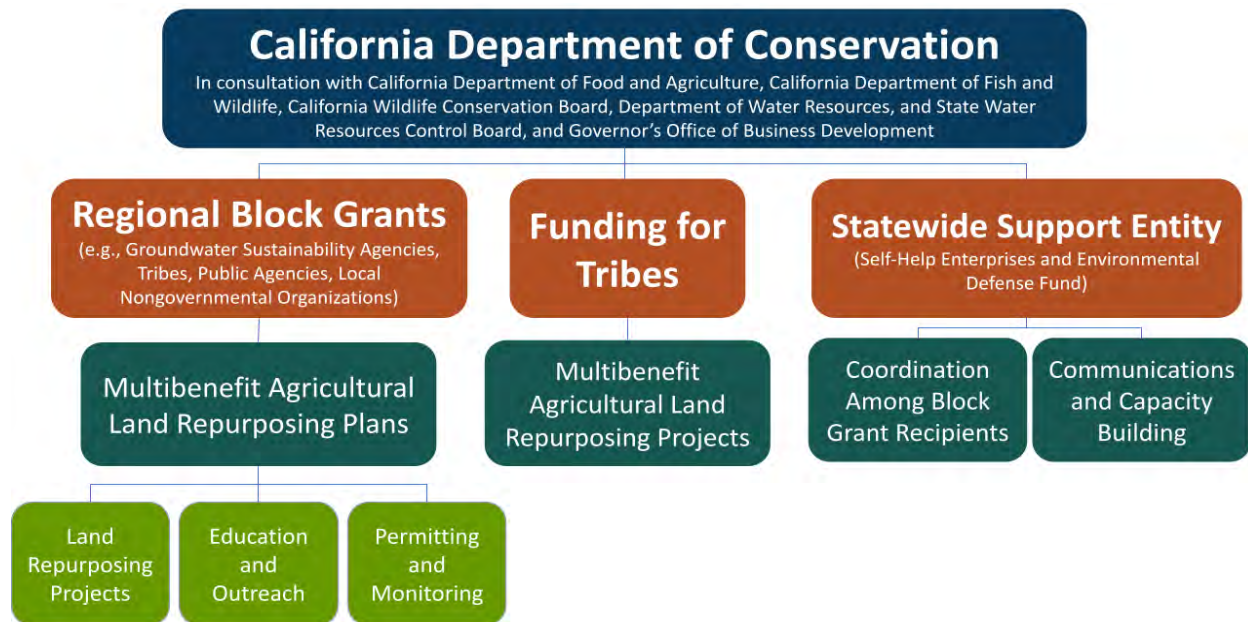 California Department of Conservation
In consultation with California Department of Food and Agriculture, California Department of Fish and
Wildlife, California Wildlife Conservation Board, Department of Water Resources, and State Water
Resources Control Board, and Governor’s Office of Business Development
Regional Block Grants
(e.g., Groundwater Sustainability Agencies,
Tribes, Public Agencies, Local
Nongovernmental Organizations)
Funding for
Tribes
Statewide Support Entity
(Self-Help Enterprises and Environmental
Defense Fund)
Multibenefit Agricultural
Land Repurposing Plans
Multibenefit
Agricultural Land
Repurposing Projects
Coordination
Among Block
Grant Recipients
Communications
and Capacity
Building
Land
Repurposing
Projects
Education
and
Outreach
Permitting
and
Monitoring